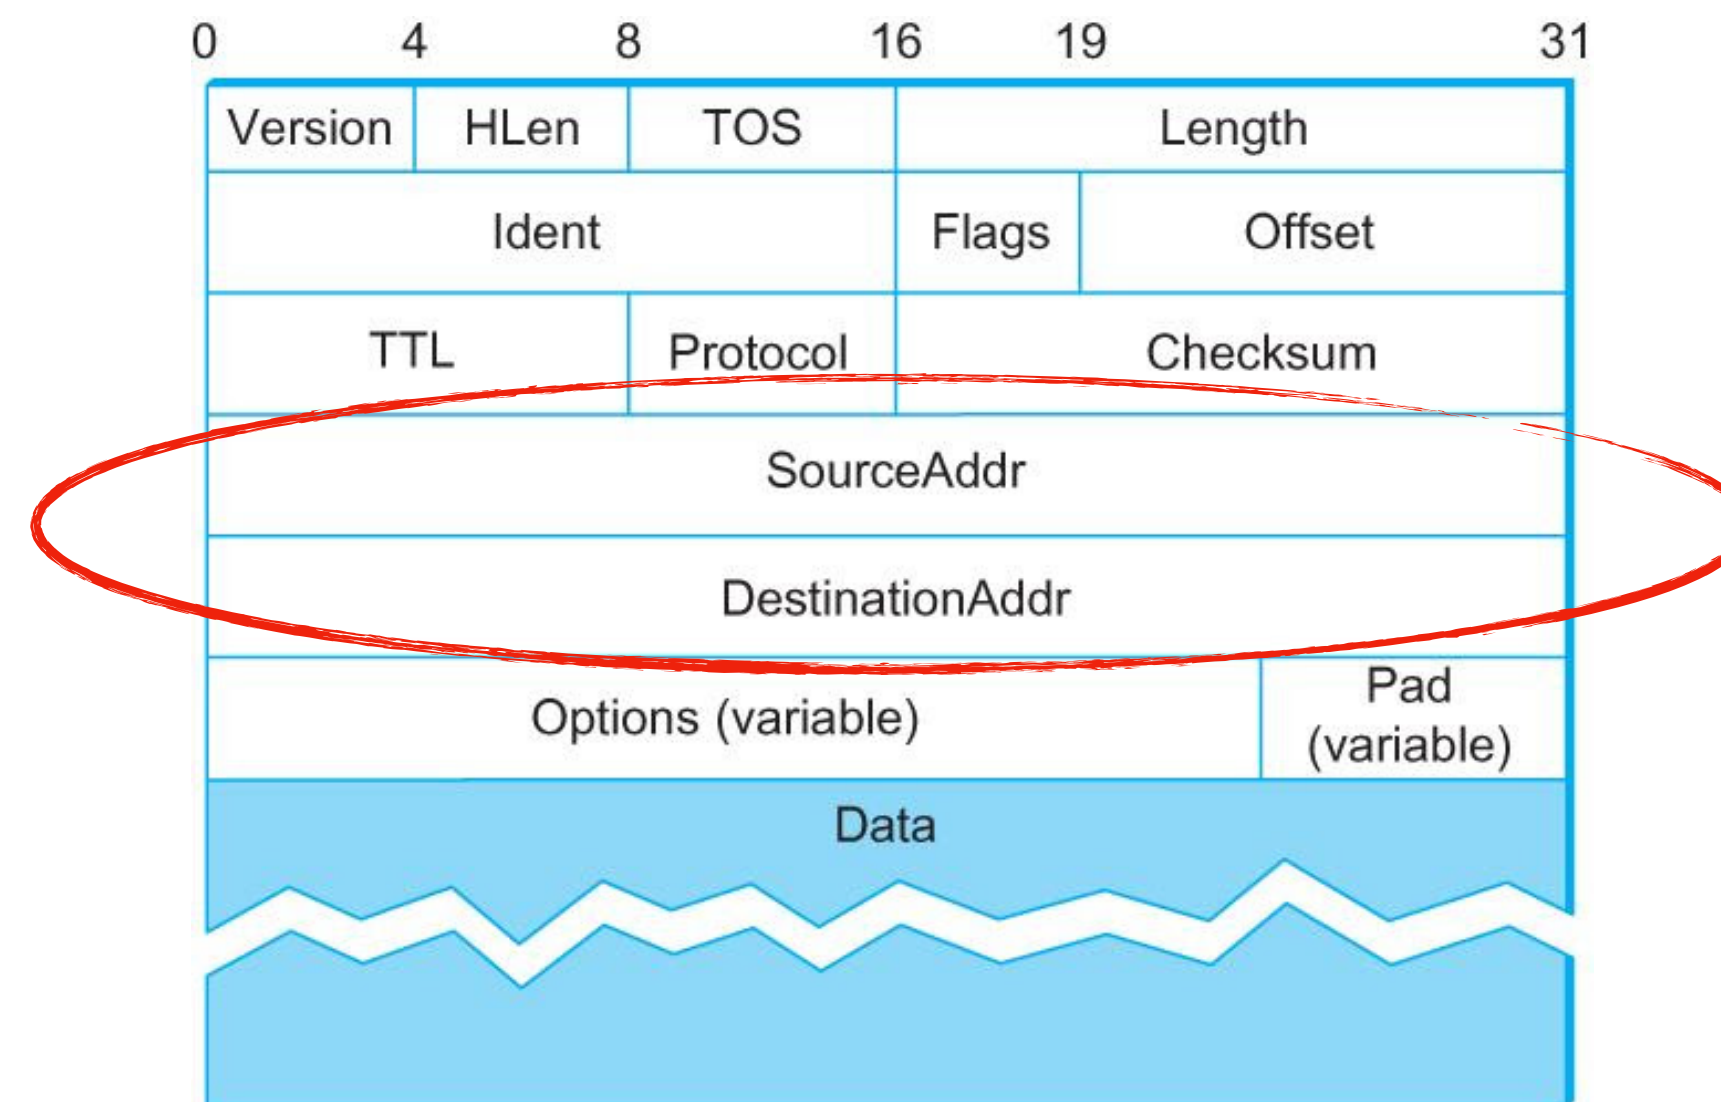 0 4 8 16 19 31
Version HLen TOS Length
Ident Flags Offset
TTL Protocol Checksum
SourceAddr
DestinationAddr
Options (variable) Pad
(variable)
Data